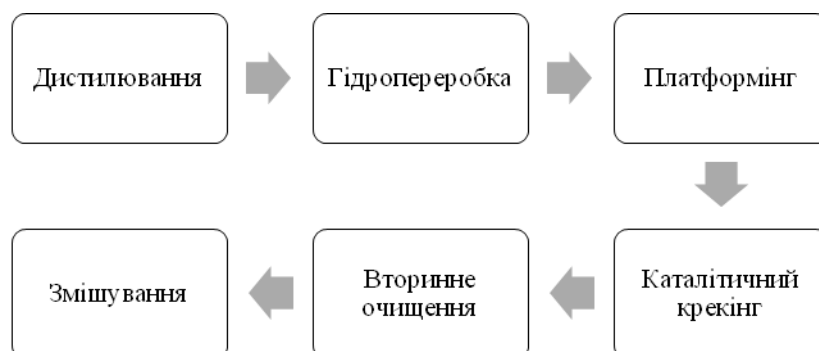 Дистилювання
Гідропереробка
Платформінг
Каталітичний
крекінг
Вторинне
очищення
Змішування